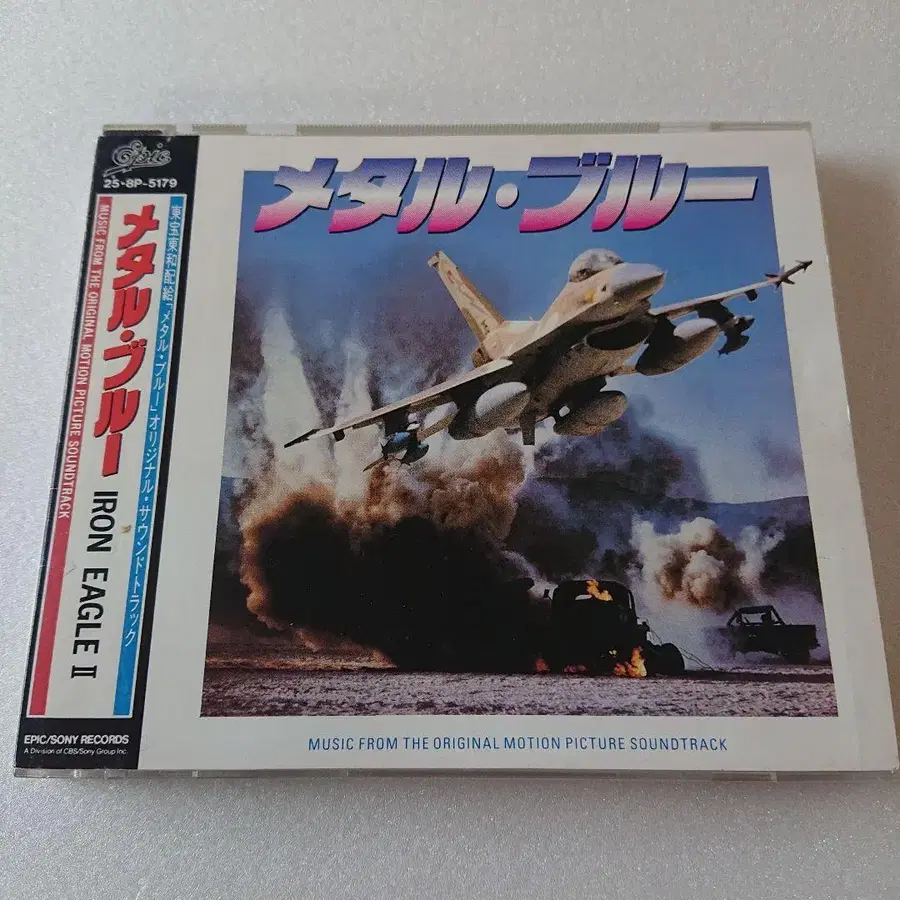 Epic
25・8P-5179
メタル・ブルー
IRON EAGLE II
MUSIC FROM THE ORIGINAL MOTION PICTURE SOUNDTRACK
東宝東和配給「メタル・ブルー」オリジナル・サウンドトラック
EPIC/SONY RECORDS
A Division of CBS/Sony Group Inc.
メタル・ブルー
MUSIC FROM THE ORIGINAL MOTION PICTURE SOUNDTRACK